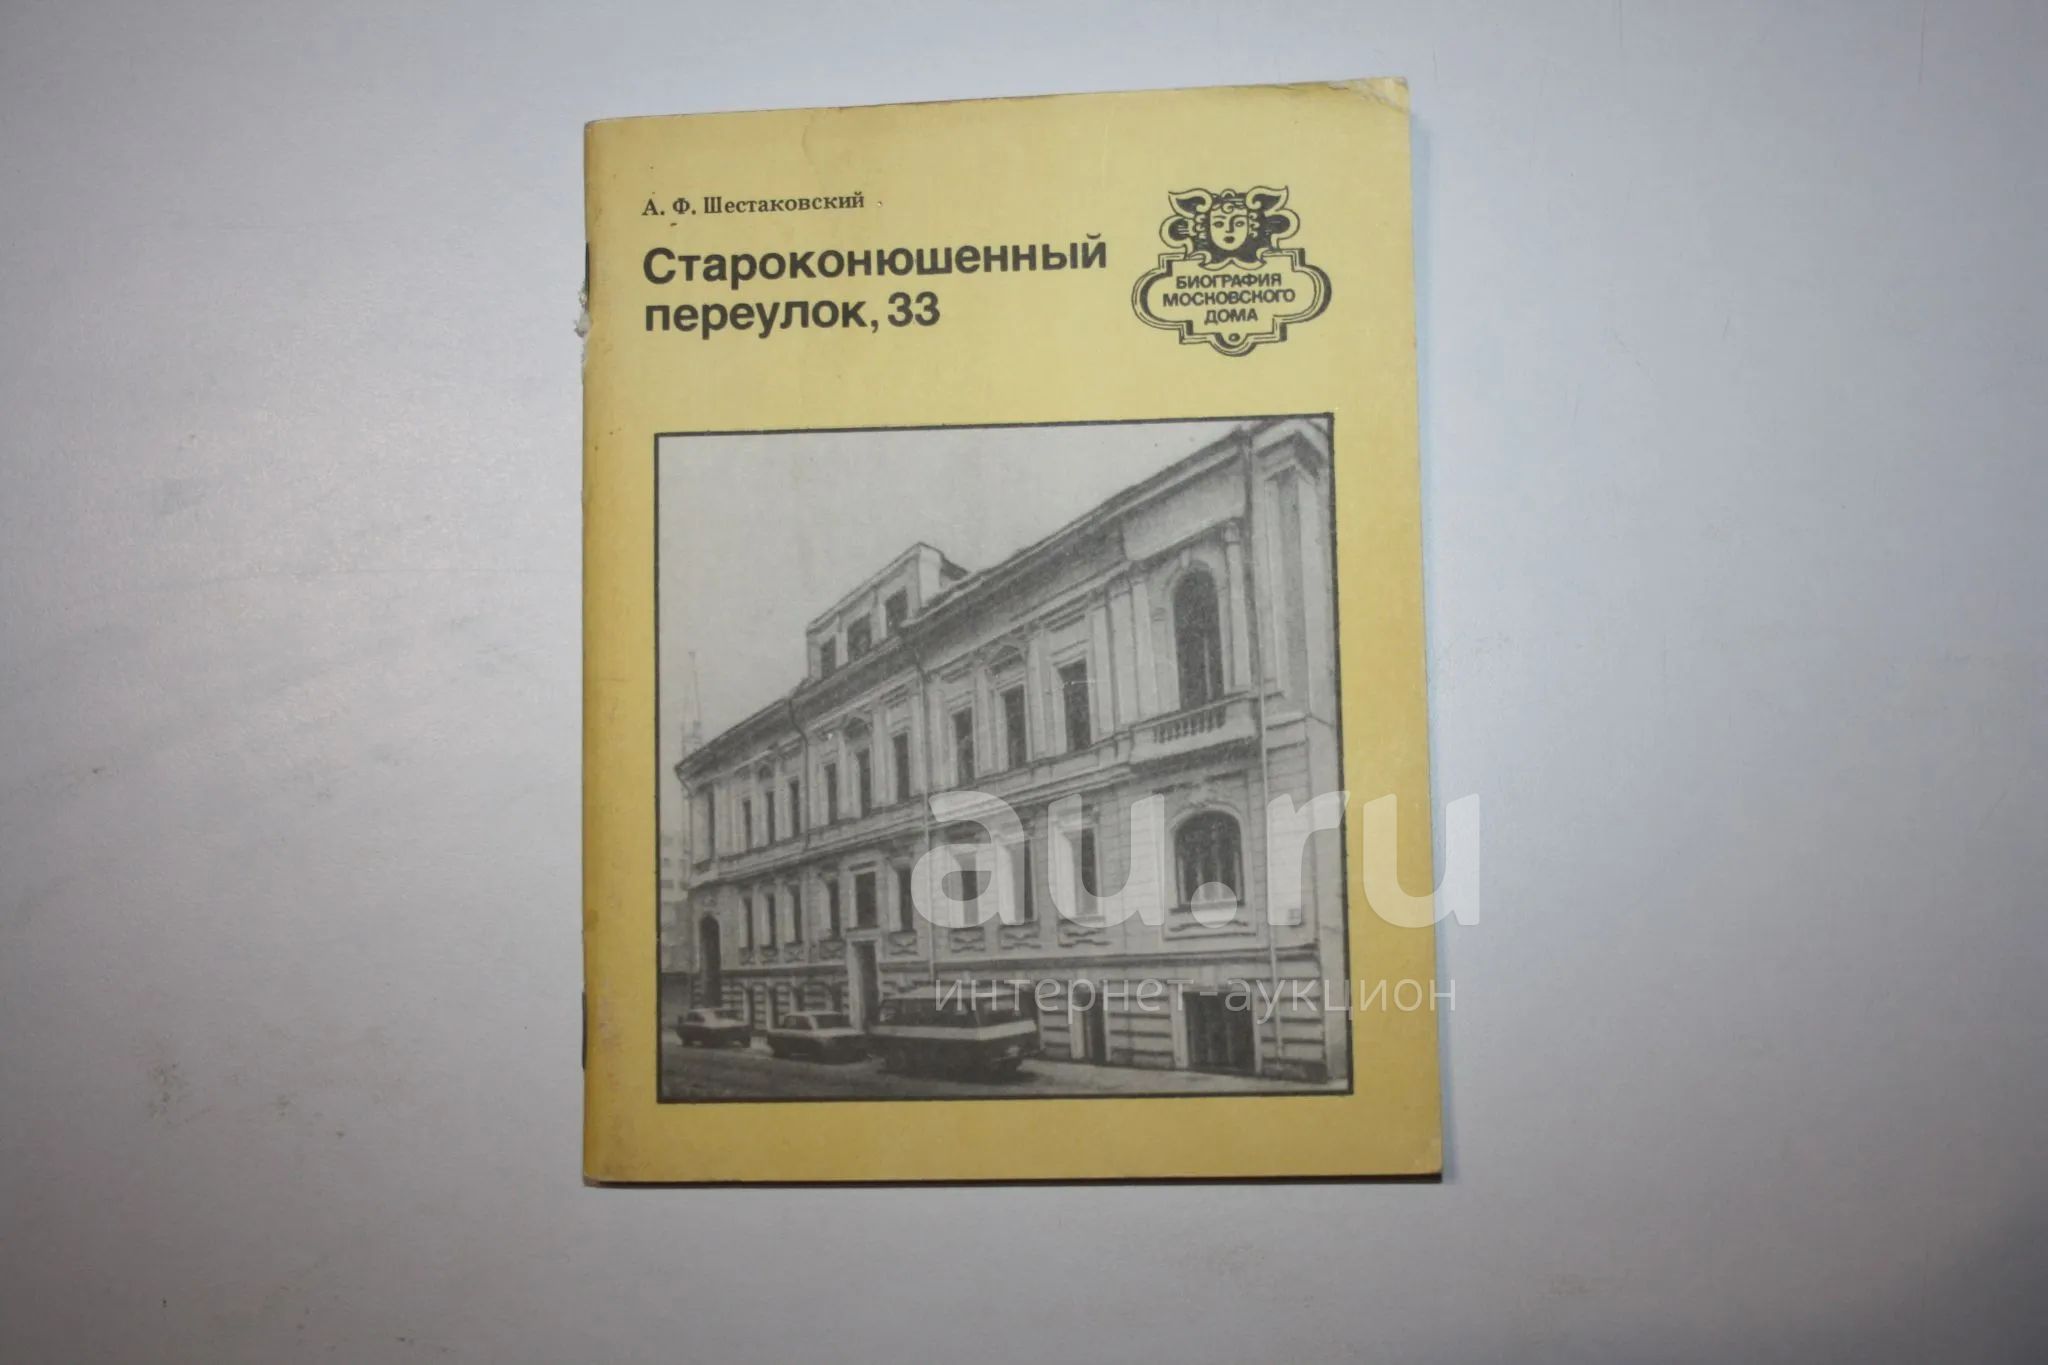 А. Ф. Шестаковский
Староконюшенный
переулок, 33
БИОГРАФИЯ
МОСКОВСКОГО
ДОМА
au.ru
интернет-аукцион